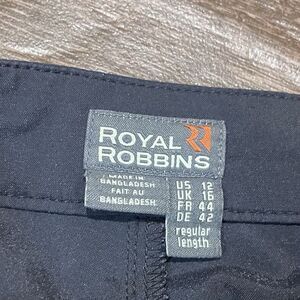 ROYAL
ROBBINS
MADE IN
BANGLADESH
FAIT AU
BANGLADESH
US 12
UK 16
FR 44
DE 42
regular
length